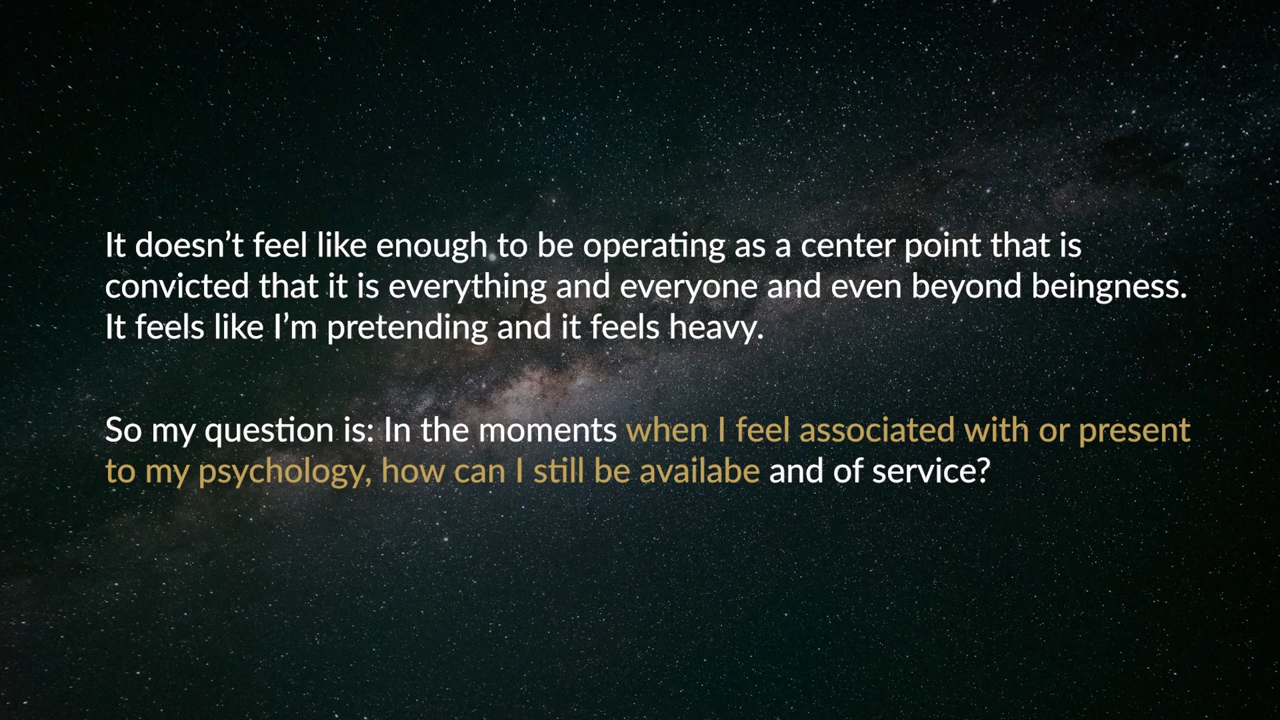 It doesn’t feel like enough to be operating as a center point that is
convicted that it is everything and everyone and even beyond beingness.
It feels like I’m pretending and it feels heavy.
So my question is: In the moments when I feel associated with or present
to my psychology, how can I still be availabe and of service?